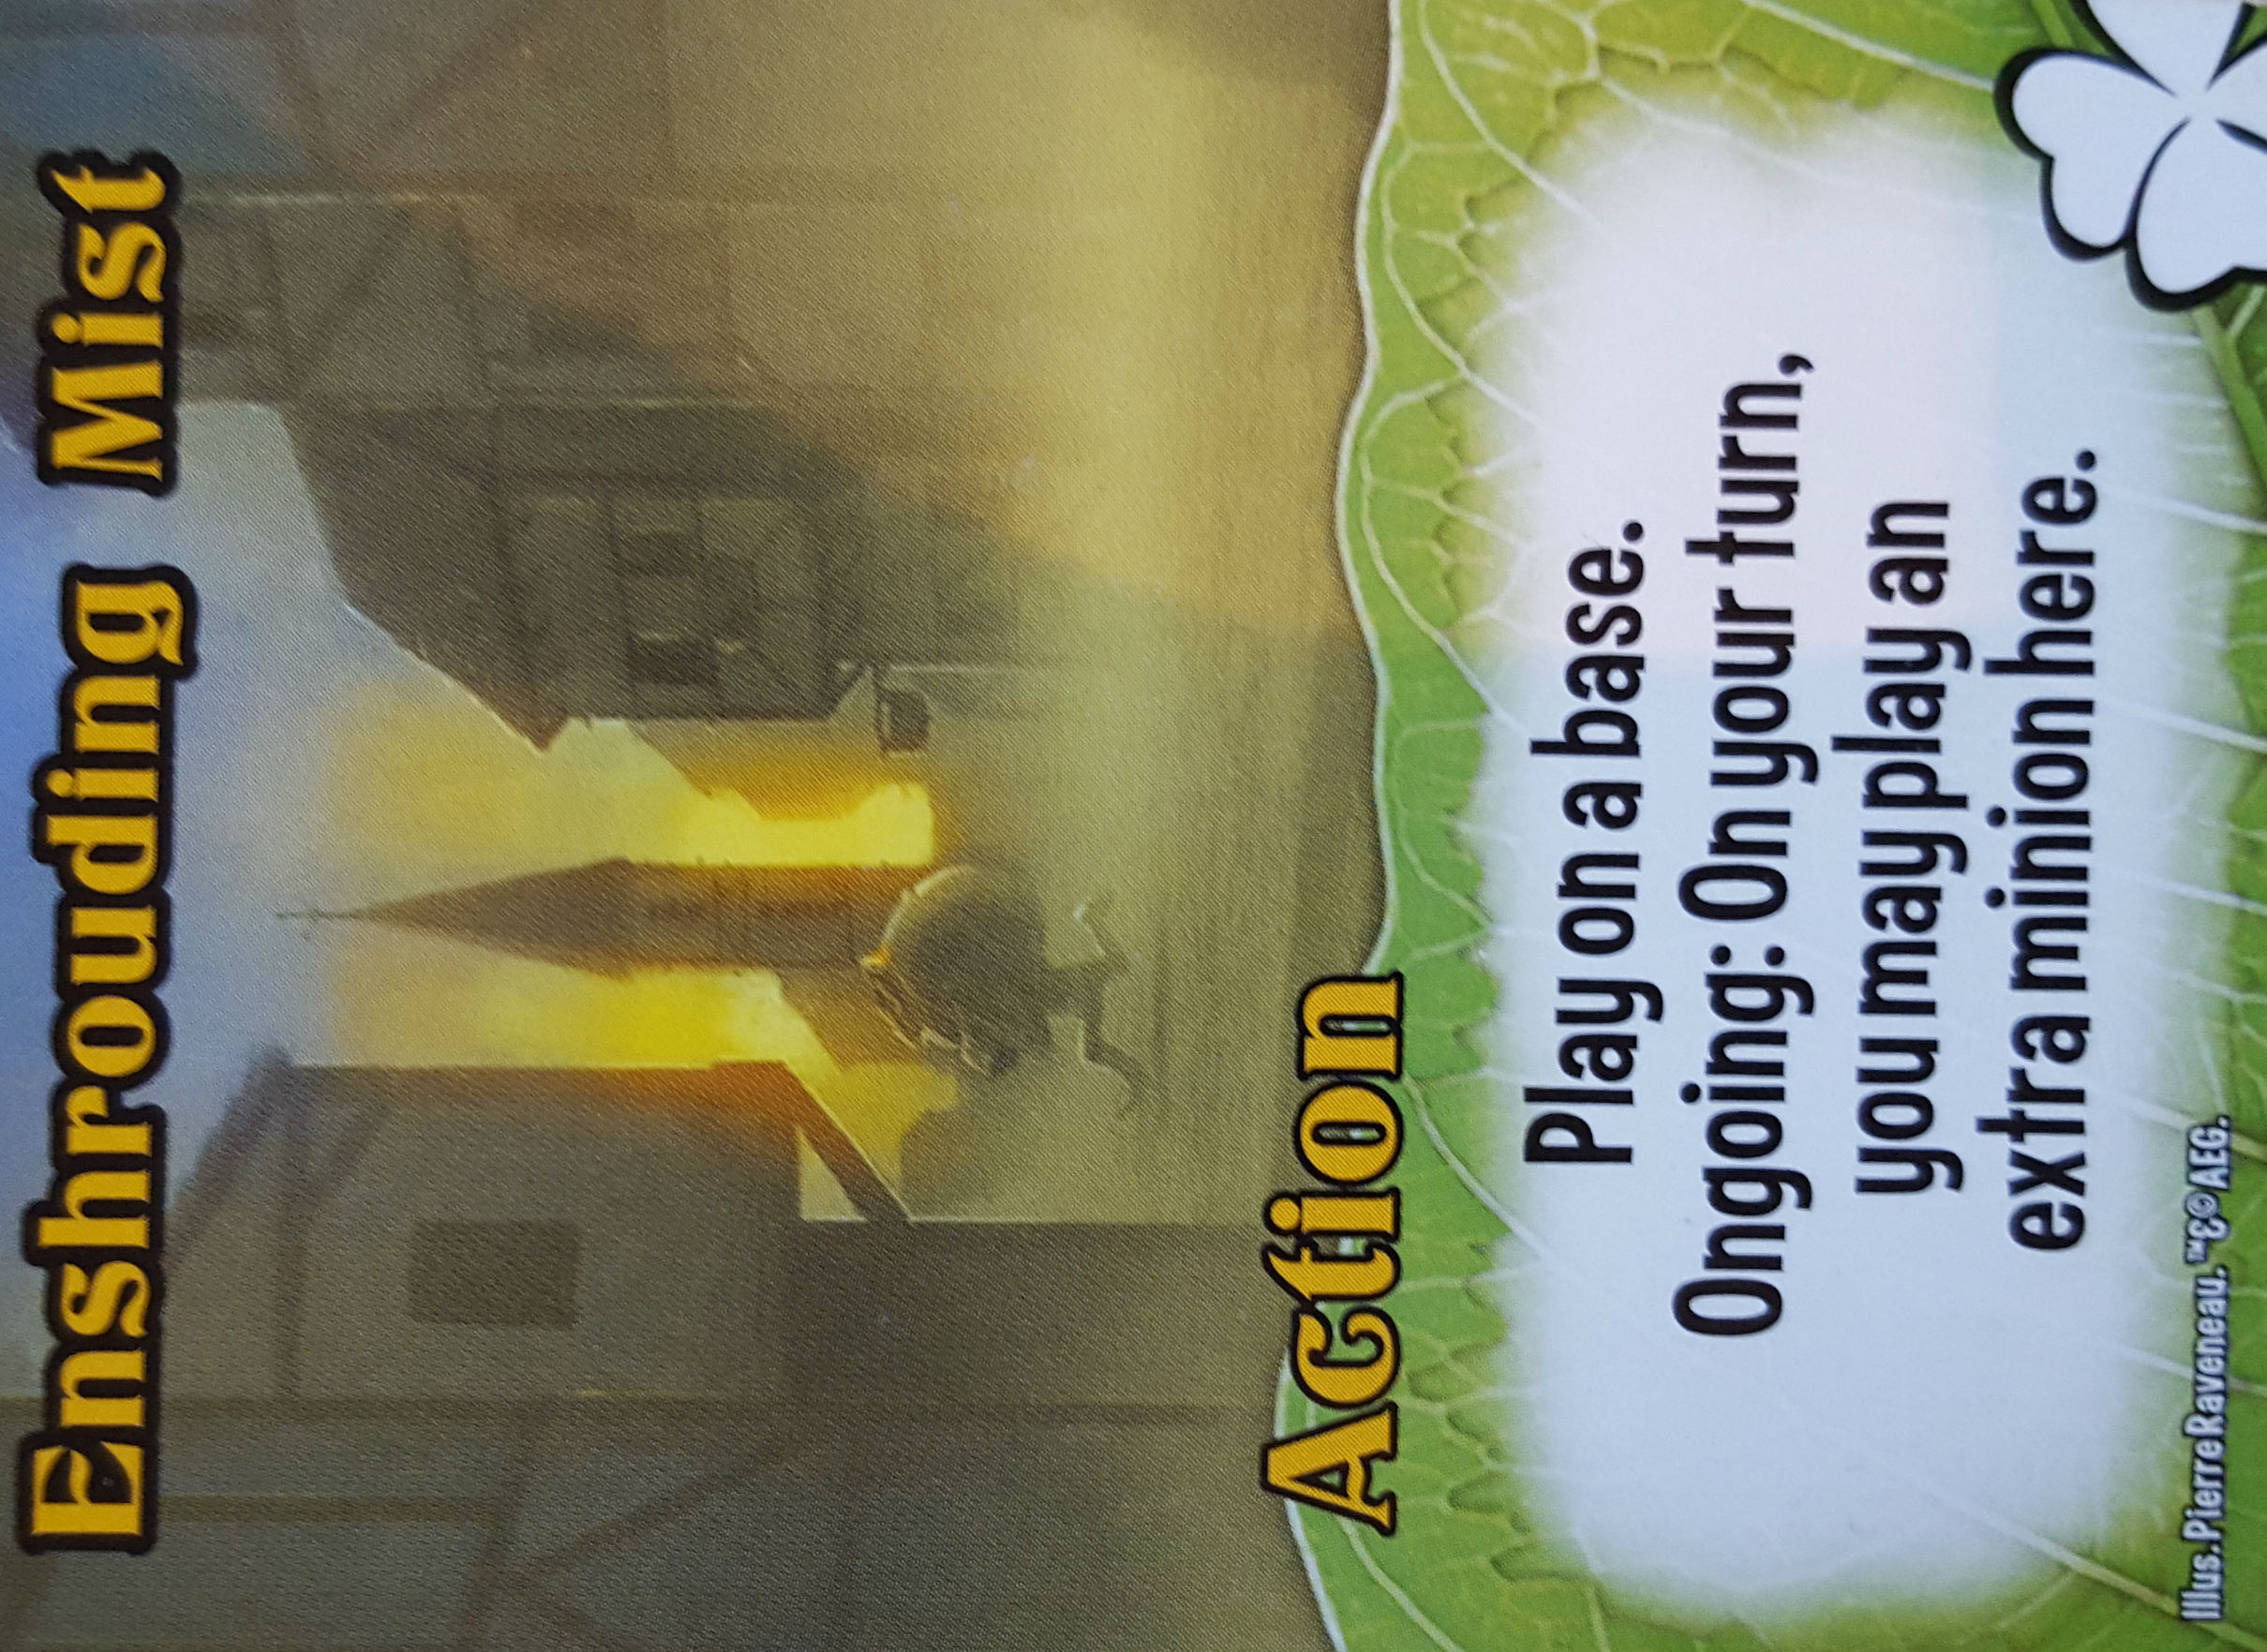 Enshrouding Mist
Action
Play on a base.
Ongoing: On your turn,
you may play an
extra minion here.
Illus. Pierre Raveneau. ™&© AEG.